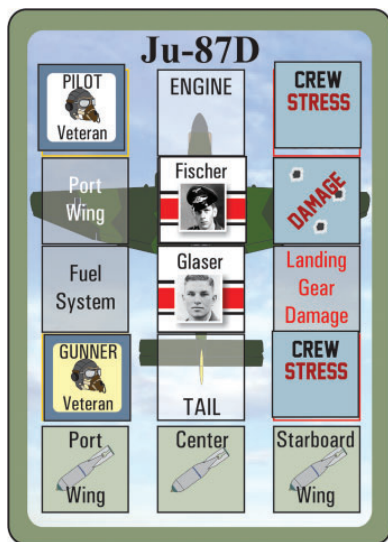 Ju-87D
PILOT
Veteran
ENGINE
CREW
STRESS
Port
Wing
Fischer
DAMAGE
Fuel
System
Glaser
Landing
Gear
Damage
GUNNER
Veteran
TAIL
CREW
STRESS
Port
Wing
Center
Starboard
Wing